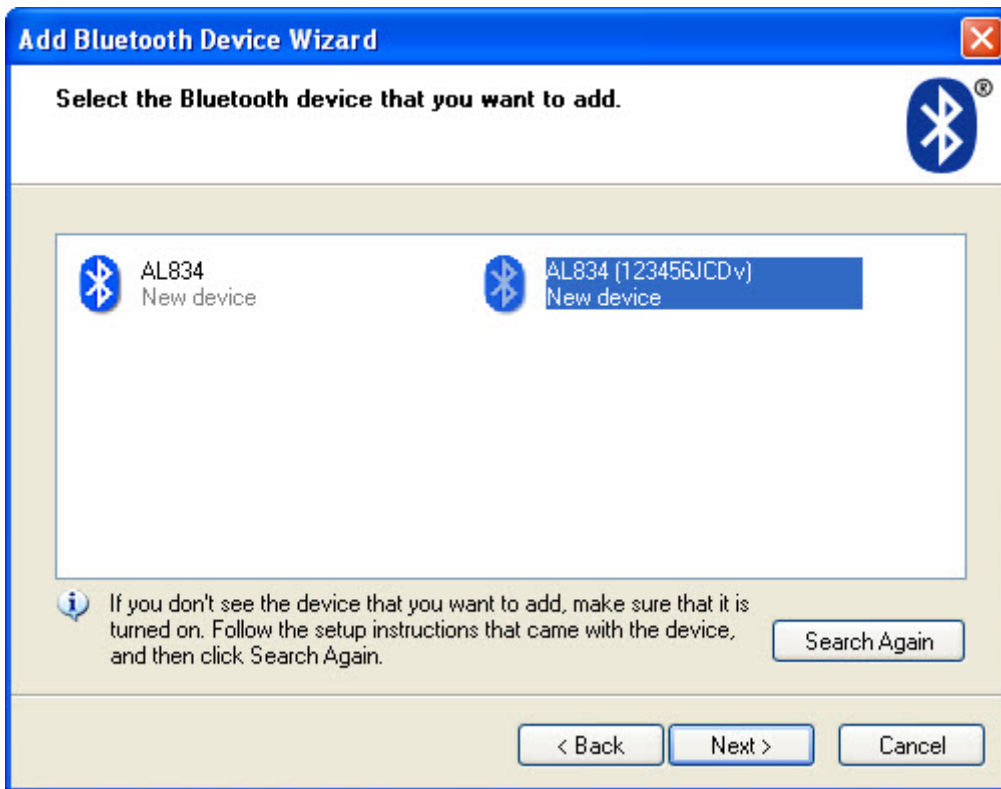 Add Bluetooth Device Wizard
Select the Bluetooth device that you want to add.
®
AL834
New device
AL834 (123456JCDv)
New device
If you don't see the device that you want to add, make sure that it is
turned on. Follow the setup instructions that came with the device,
and then click Search Again.
Search Again
< Back
Next >
Cancel